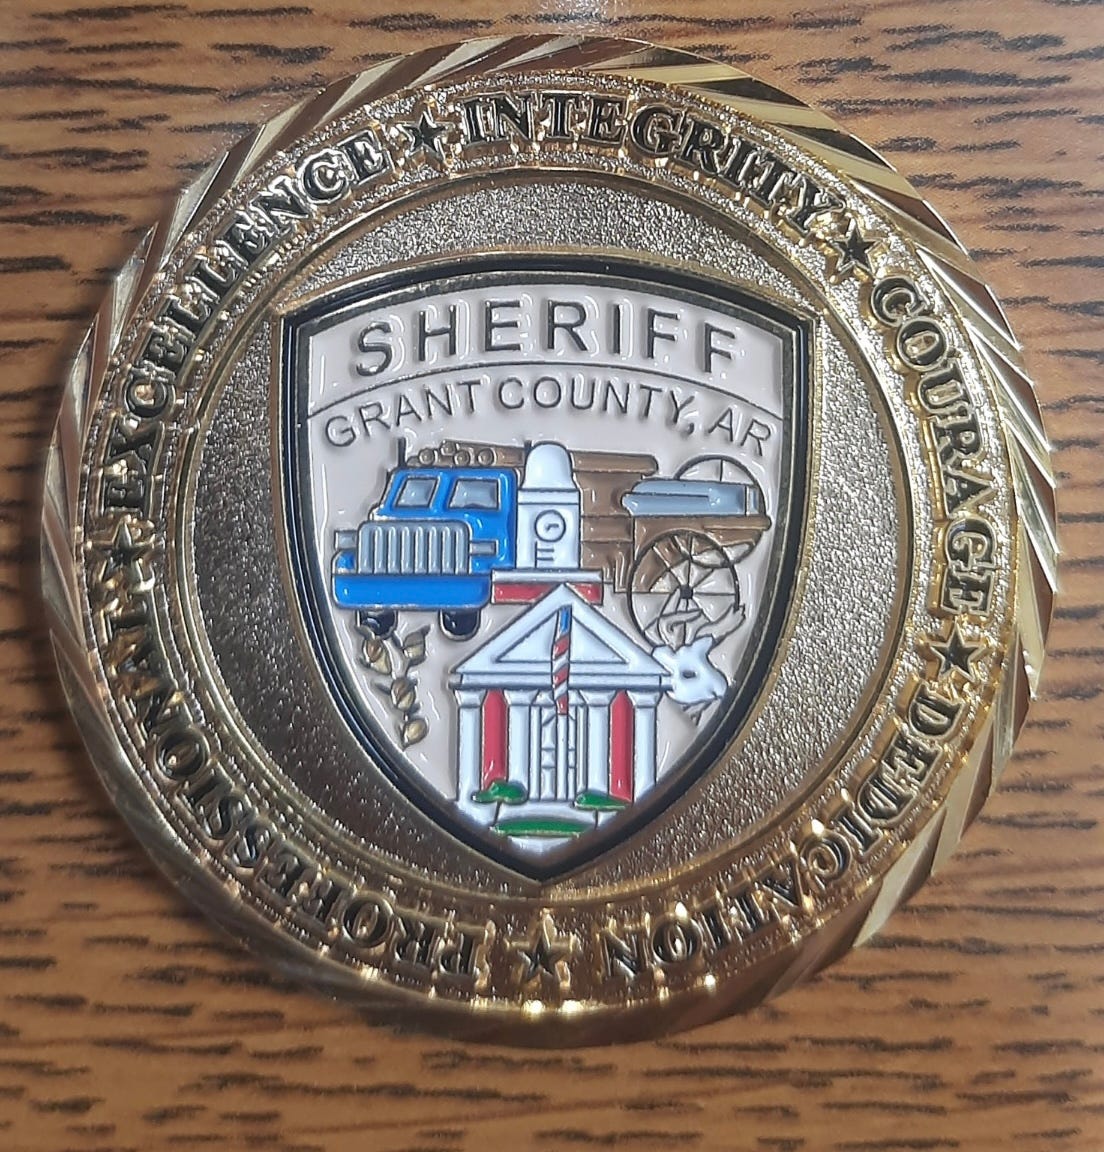 EXCELLENCE ★ INTEGRITY ★ COURAGE ★ DEDICATION ★ PROFESSIONAL ★
SHERIFF
GRANT COUNTY, AR